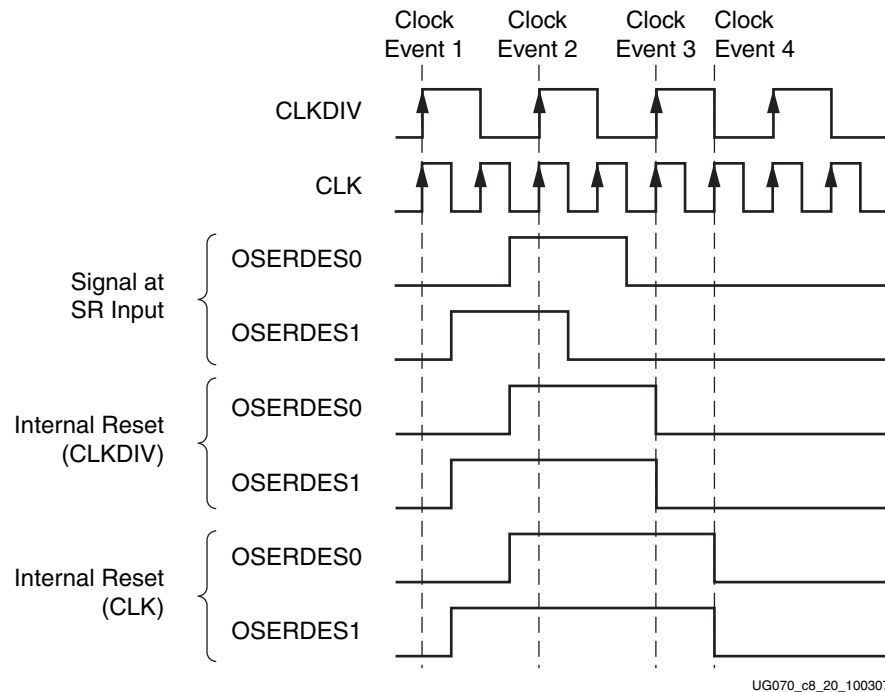 Clock
Event 1
Clock
Event 2
Clock
Event 3
Clock
Event 4
CLKDIV
CLK
Signal at
SR Input
OSERDES0
OSERDES1
Internal Reset
(CLKDIV)
OSERDES0
OSERDES1
Internal Reset
(CLK)
OSERDES0
OSERDES1
UG070_c8_20_100307